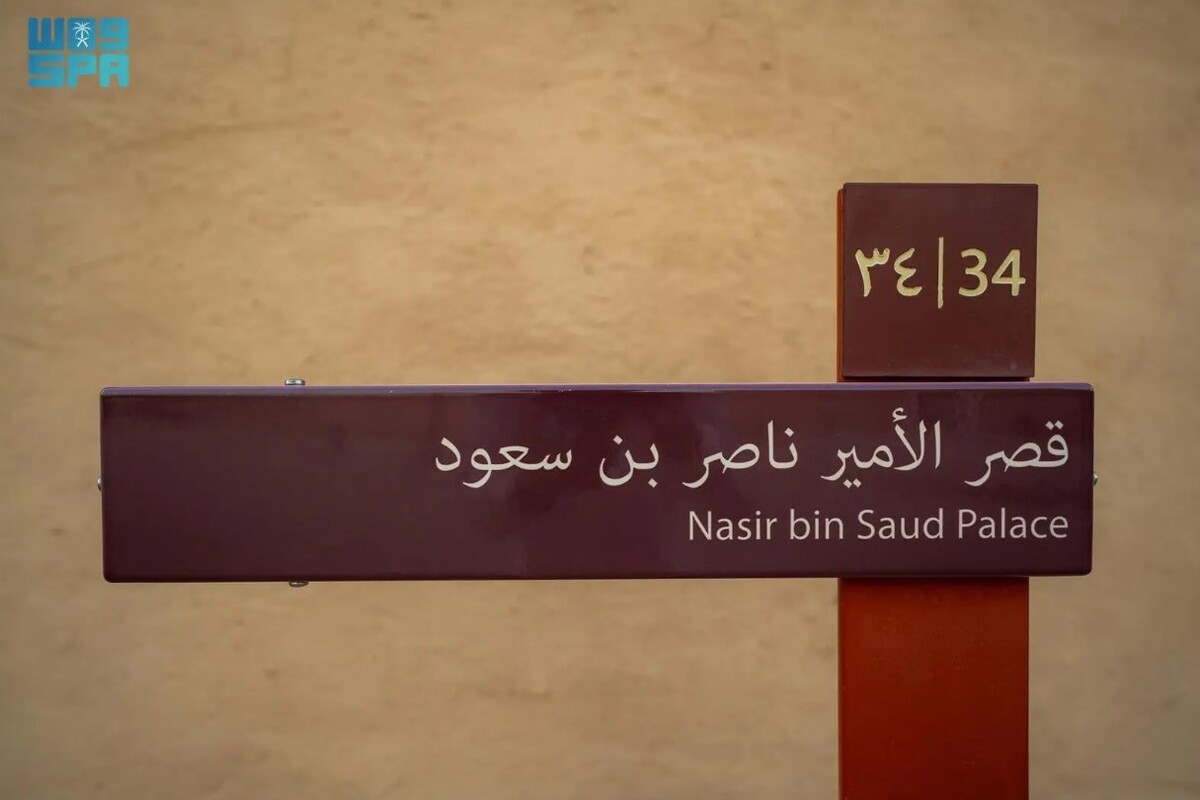 واس
SPA
٣٤|34
قصر الأمير ناصر بن سعود
Nasir bin Saud Palace